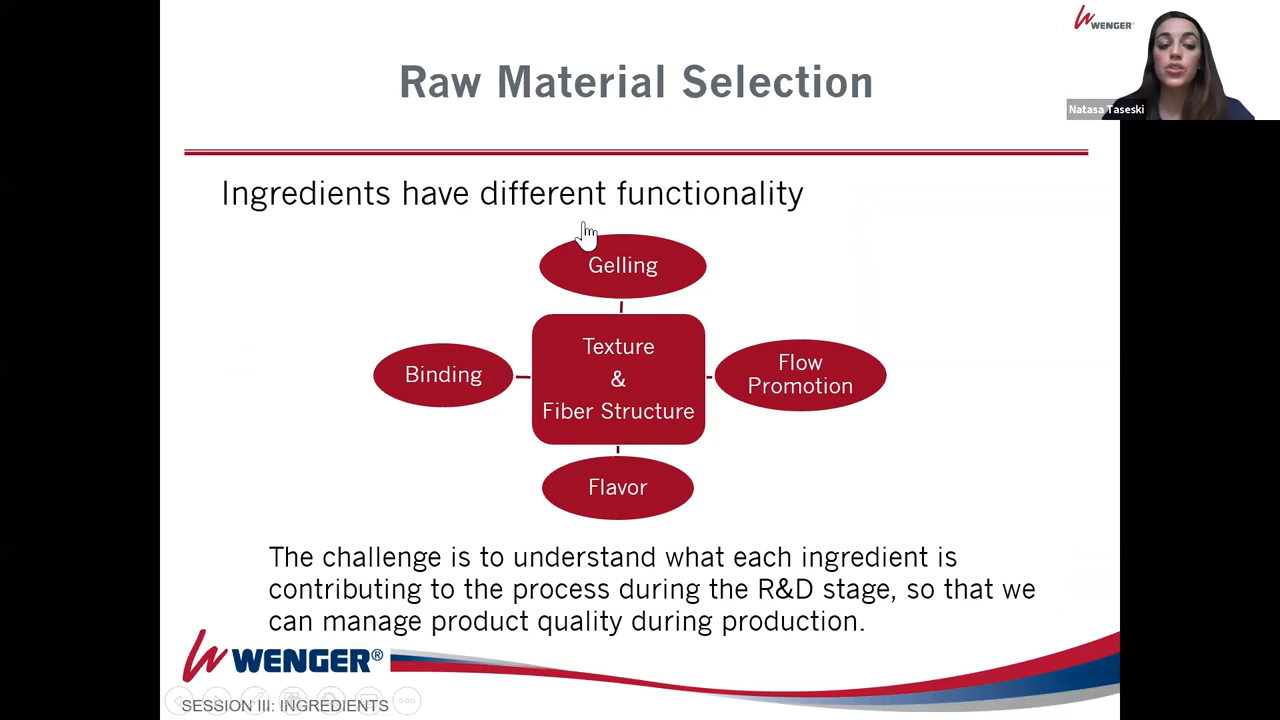 WENGER
Natasa Taseski
Raw Material Selection
Ingredients have different functionality
Gelling
Texture
&
Fiber Structure
Binding
Flow
Promotion
Flavor
The challenge is to understand what each ingredient is
contributing to the process during the R&D stage, so that we
can manage product quality during production.
WENGER®
SESSION III: INGREDIENTS